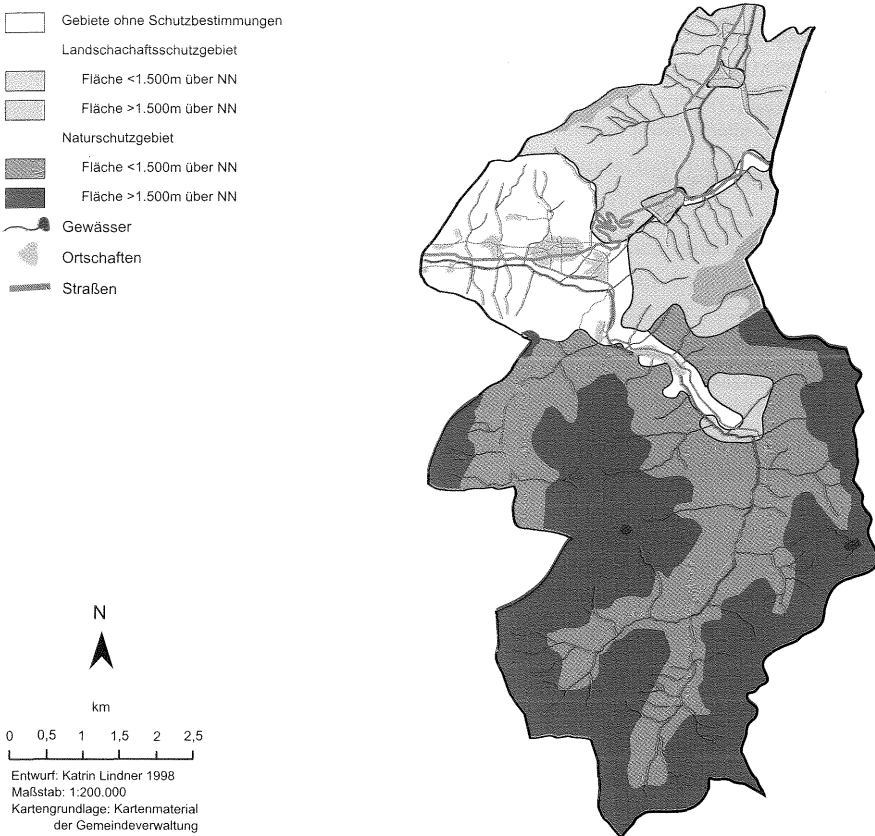 Gebiete ohne Schutzbestimmungen
Landschachaftsschutzgebiet
Fläche <1.500m über NN
Fläche >1.500m über NN
Naturschutzgebiet
Fläche <1.500m über NN
Fläche >1.500m über NN
Gewässer
Ortschaften
Straßen
N
km
0 0,5 1 1,5 2 2,5
Entwurf: Katrin Lindner 1998
Maßstab: 1:200.000
Kartengrundlage: Kartenmaterial
der Gemeindeverwaltung